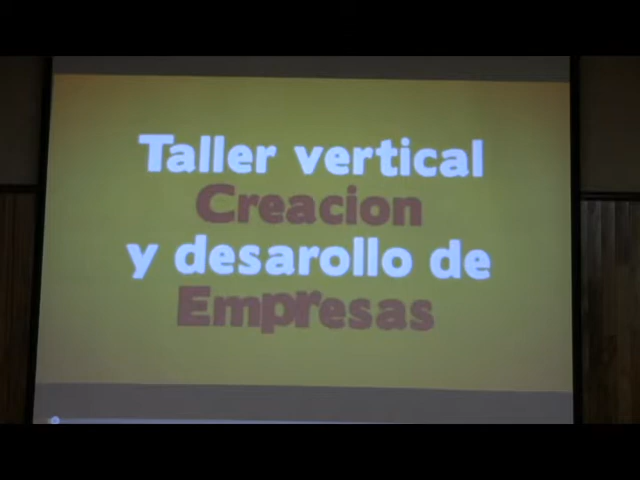 Taller vertical
Creacion
y desarollo de
Empresas